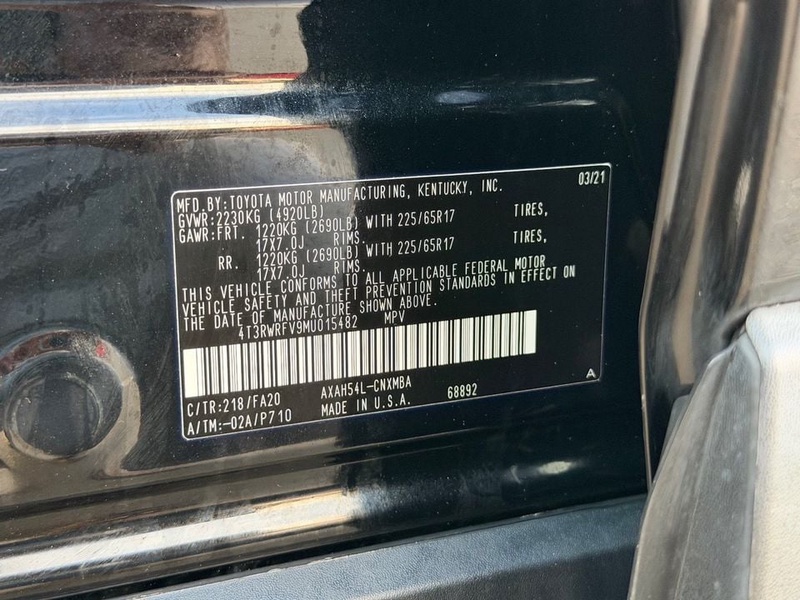 MFD. BY: TOYOTA MOTOR MANUFACTURING, KENTUCKY, INC. 03/21
GVWR: 2230KG (4920LB)
GAWR: FRT. 1220KG (2690LB) WITH 225/65R17 TIRES,
17X7.0J RIMS.
RR. 1220KG (2690LB) WITH 225/65R17 TIRES,
17X7.0J RIMS.
THIS VEHICLE CONFORMS TO ALL APPLICABLE FEDERAL MOTOR
VEHICLE SAFETY AND THEFT PREVENTION STANDARDS IN EFFECT ON
THE DATE OF MANUFACTURE SHOWN ABOVE.
4T3RWRFV9MU015482 MPV
C/TR: 218/FA20 AXAH54L-CNXMBA 68892
A/TM: -02A/P710 MADE IN U.S.A. A